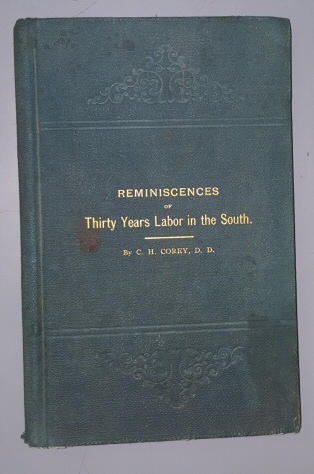 REMINISCENCES
OF
Thirty Years Labor in the South.
By C. H. COREY, D. D.